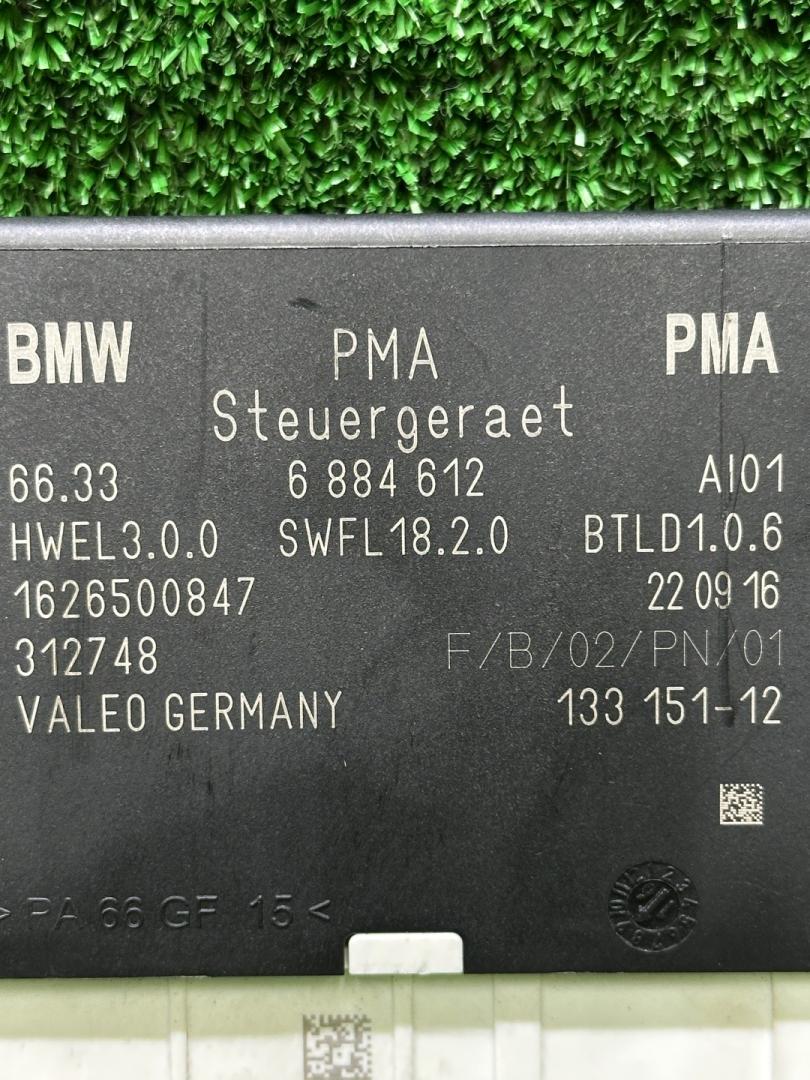 BMW PMA PMA
Steuergeraet
66.33 6 884 612 AI01
HWEL3.0.0 SWFL18.2.0 BTLD1.0.6
1626500847 22 09 16
312748 F/B/02/PN/01
VALEO GERMANY 133 151-12
> PA 66 GF 15 <